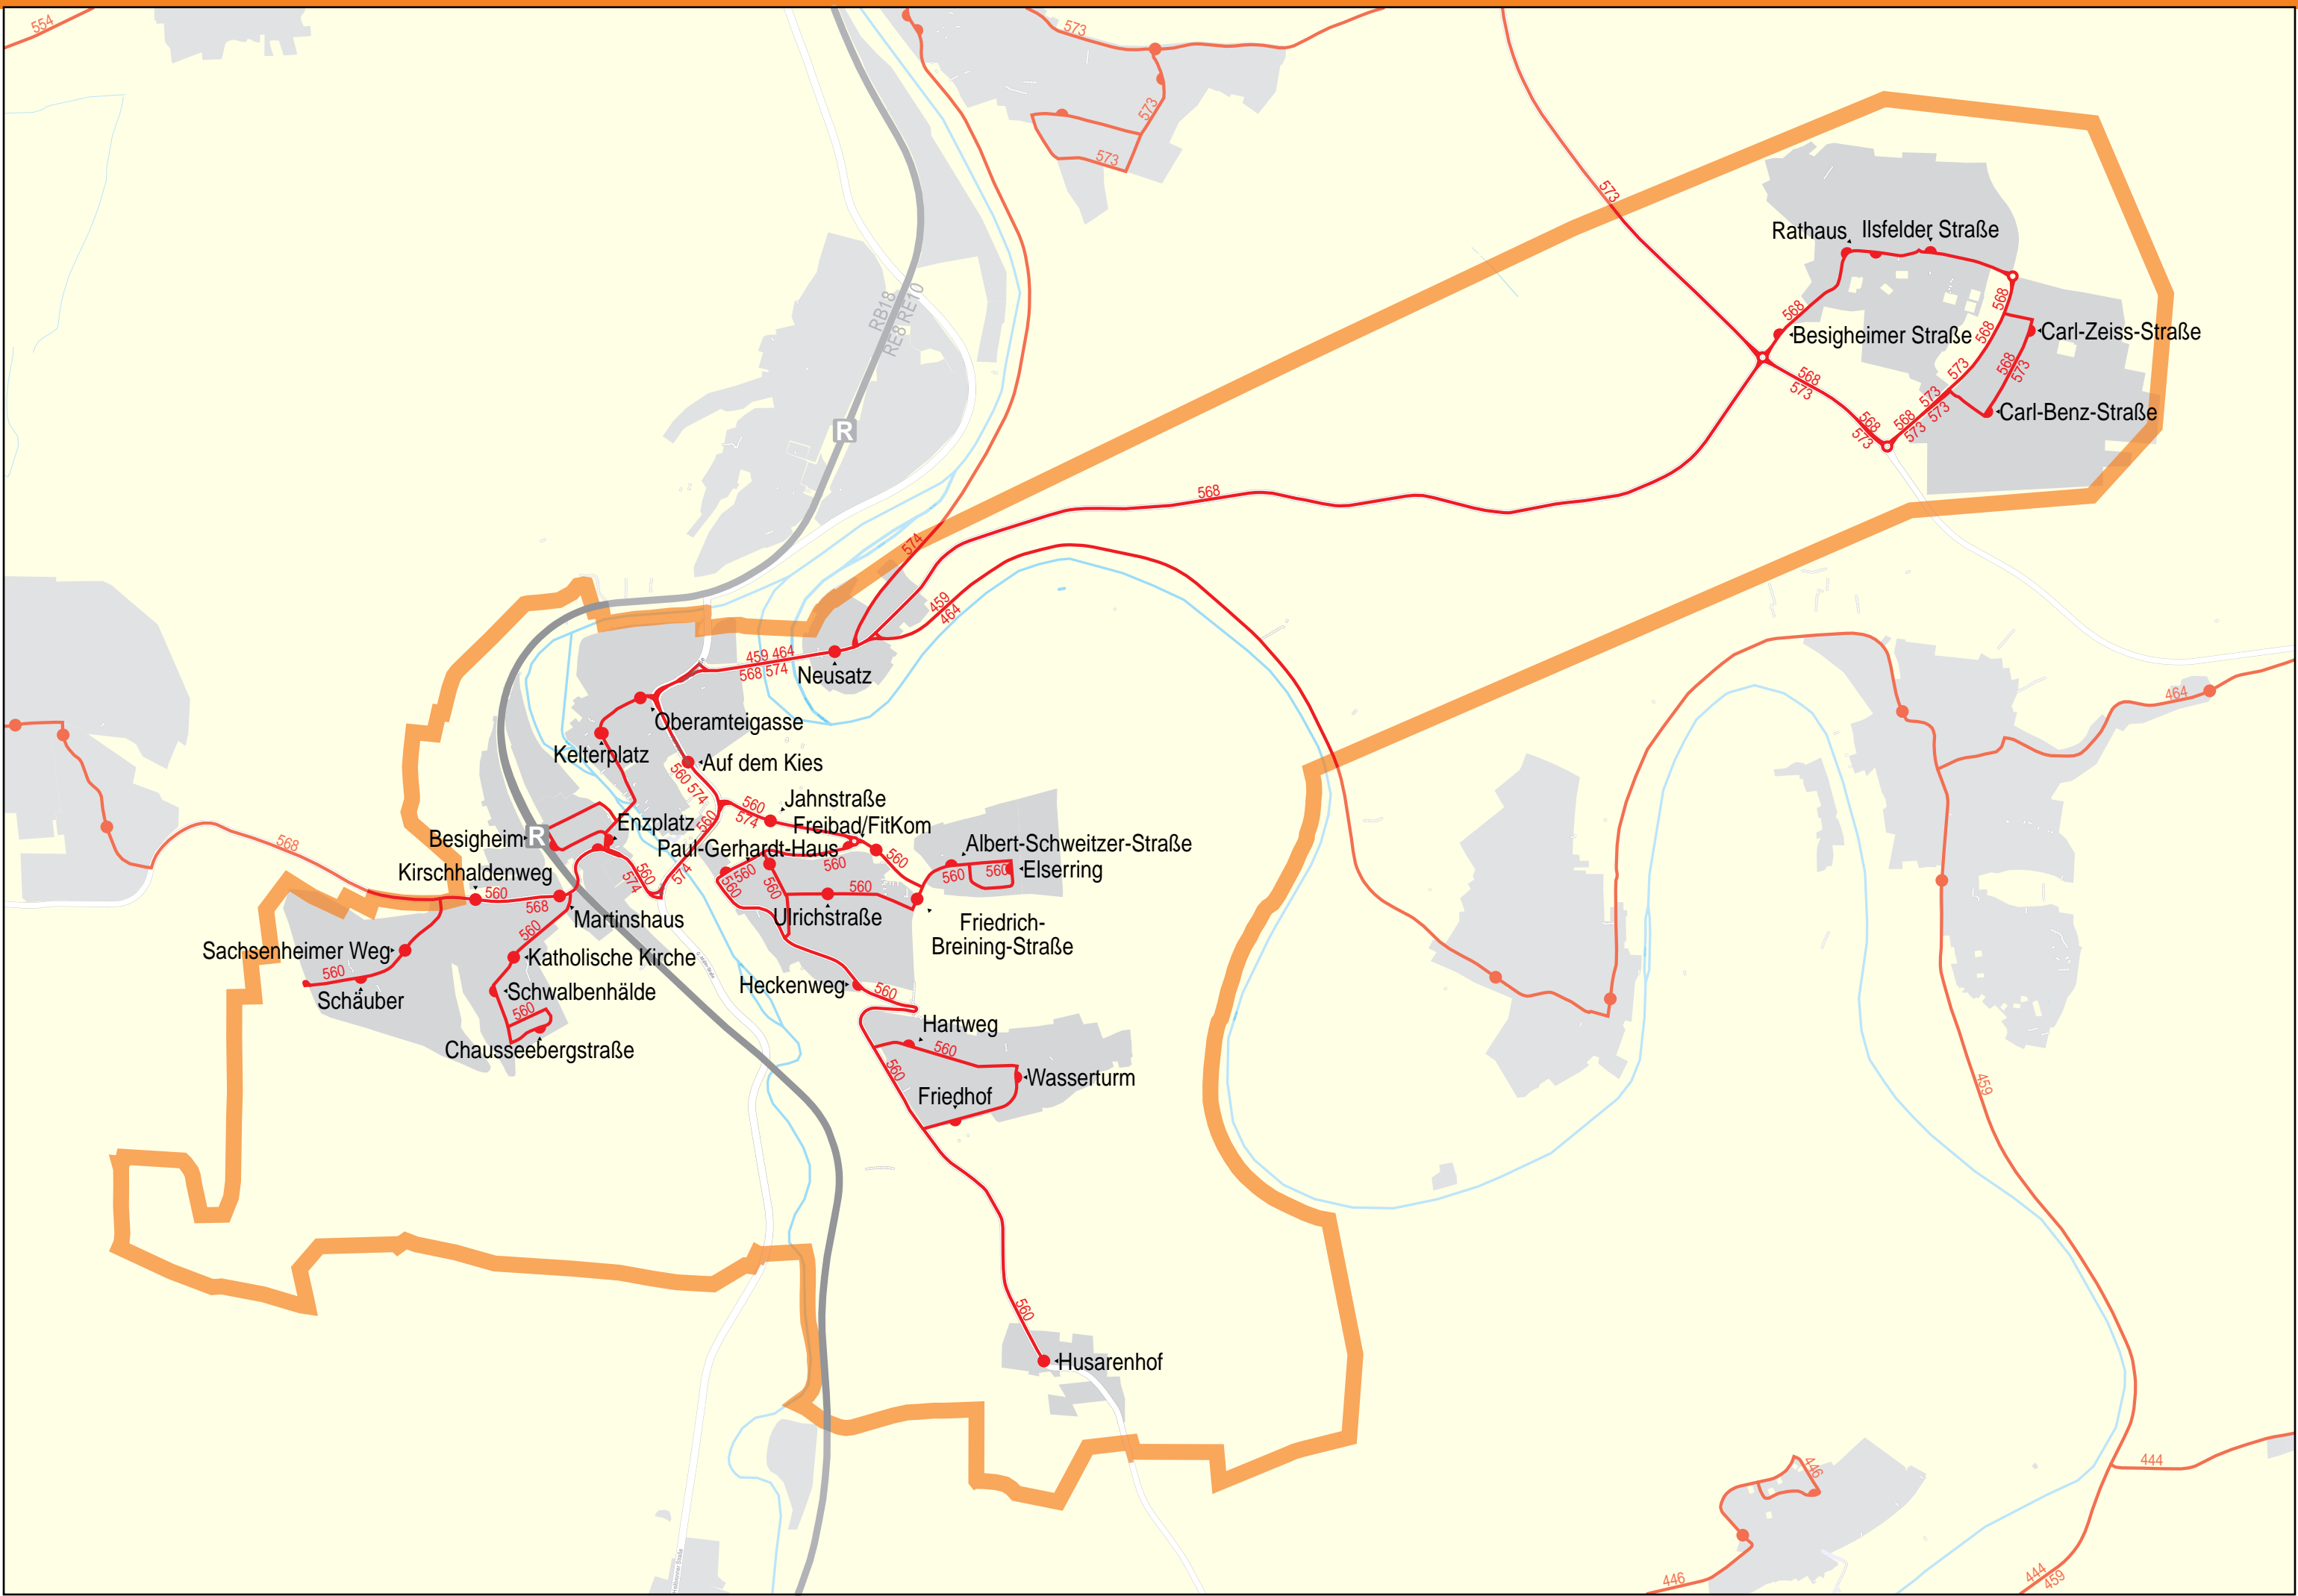 554
573
573
573
573
RB18
RE8 RE10
R
Rathaus
Ilsfelder Straße
568
Besigheimer Straße
568
568
Carl-Zeiss-Straße
568
573
573
568
573
568
573
568
573
573
573
Carl-Benz-Straße
568
574
459
464
459 464
568 574
Neusatz
Oberamteigasse
Kelterplatz
Auf dem Kies
560 574
Jahnstraße
560
574
Freibad/FitKom
Enzplatz
560
Besigheim
R
Paul-Gerhardt-Haus
560
560
Albert-Schweitzer-Straße
568
Kirschhaldenweg
560
574
574
560
560
560
560
560
560
Elserring
560
568
Martinshaus
Ulrichstraße
Friedrich-
Breining-Straße
464
560
Sachsenheimer Weg
Katholische Kirche
560
Schäuber
Schwalbenhälde
560
Chausseebergstraße
Heckenweg
560
Hartweg
560
560
Wasserturm
Friedhof
459
560
Husarenhof
446
444
446
444
459